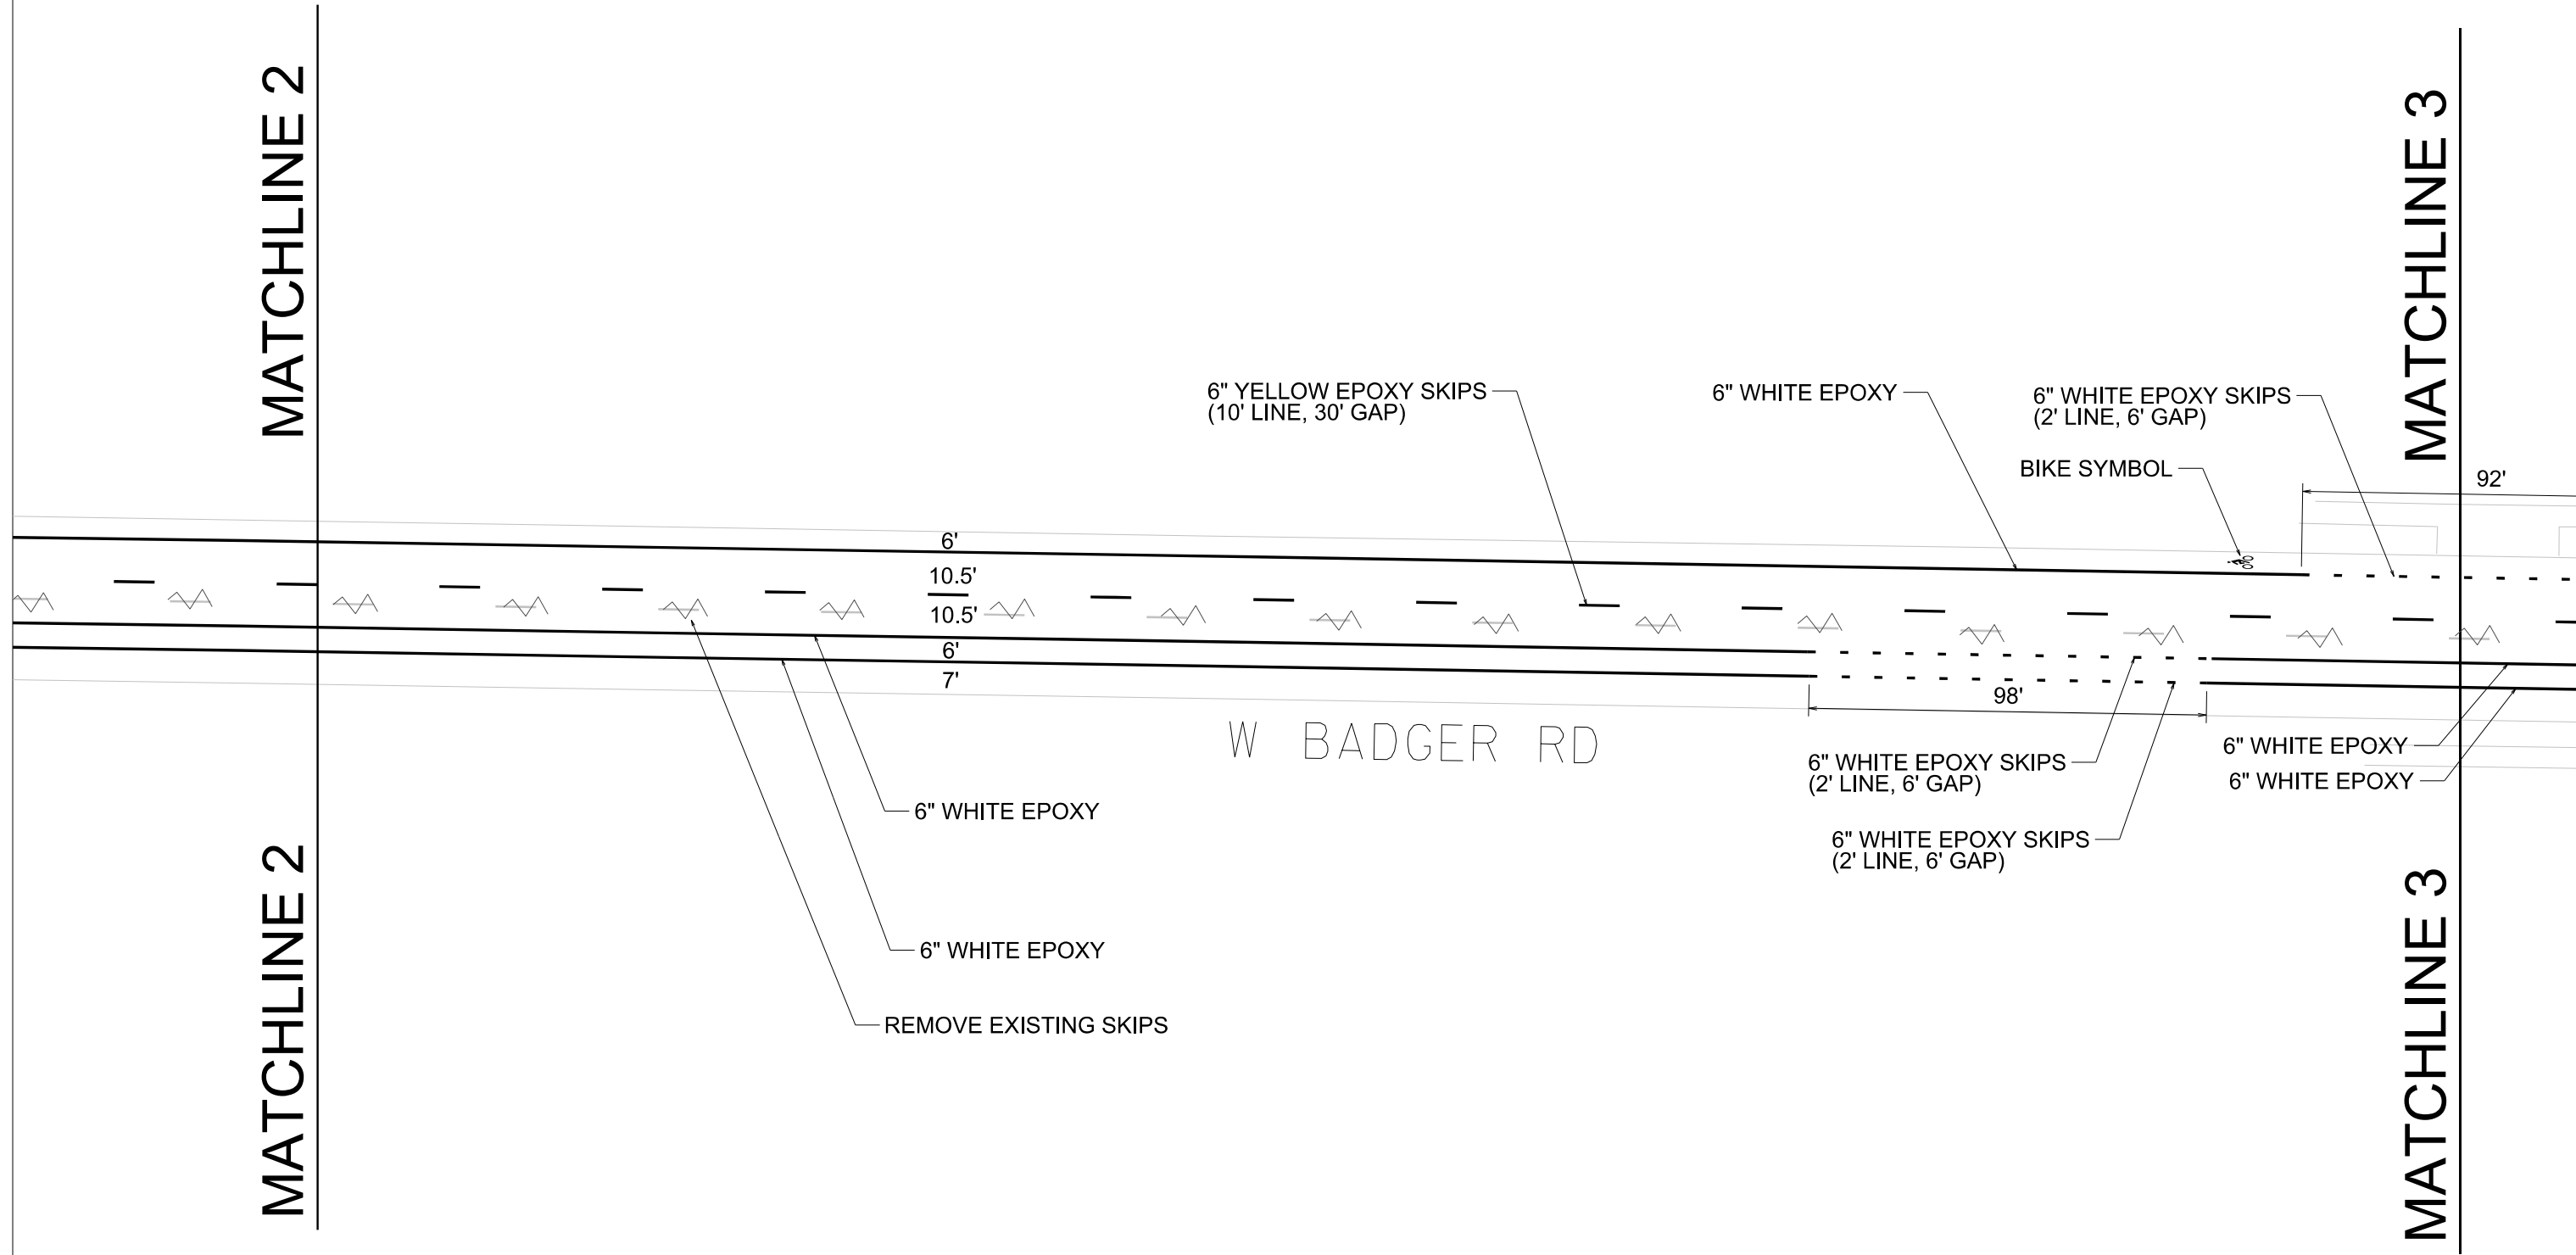 MATCHLINE 2
MATCHLINE 3
6" YELLOW EPOXY SKIPS
(10' LINE, 30' GAP)
6" WHITE EPOXY
6" WHITE EPOXY SKIPS
(2' LINE, 6' GAP)
BIKE SYMBOL
92'
6'
10.5'
10.5'
6'
7'
98'
W BADGER RD
6" WHITE EPOXY SKIPS
(2' LINE, 6' GAP)
6" WHITE EPOXY
6" WHITE EPOXY
6" WHITE EPOXY
6" WHITE EPOXY SKIPS
(2' LINE, 6' GAP)
6" WHITE EPOXY
REMOVE EXISTING SKIPS
MATCHLINE 2
MATCHLINE 3